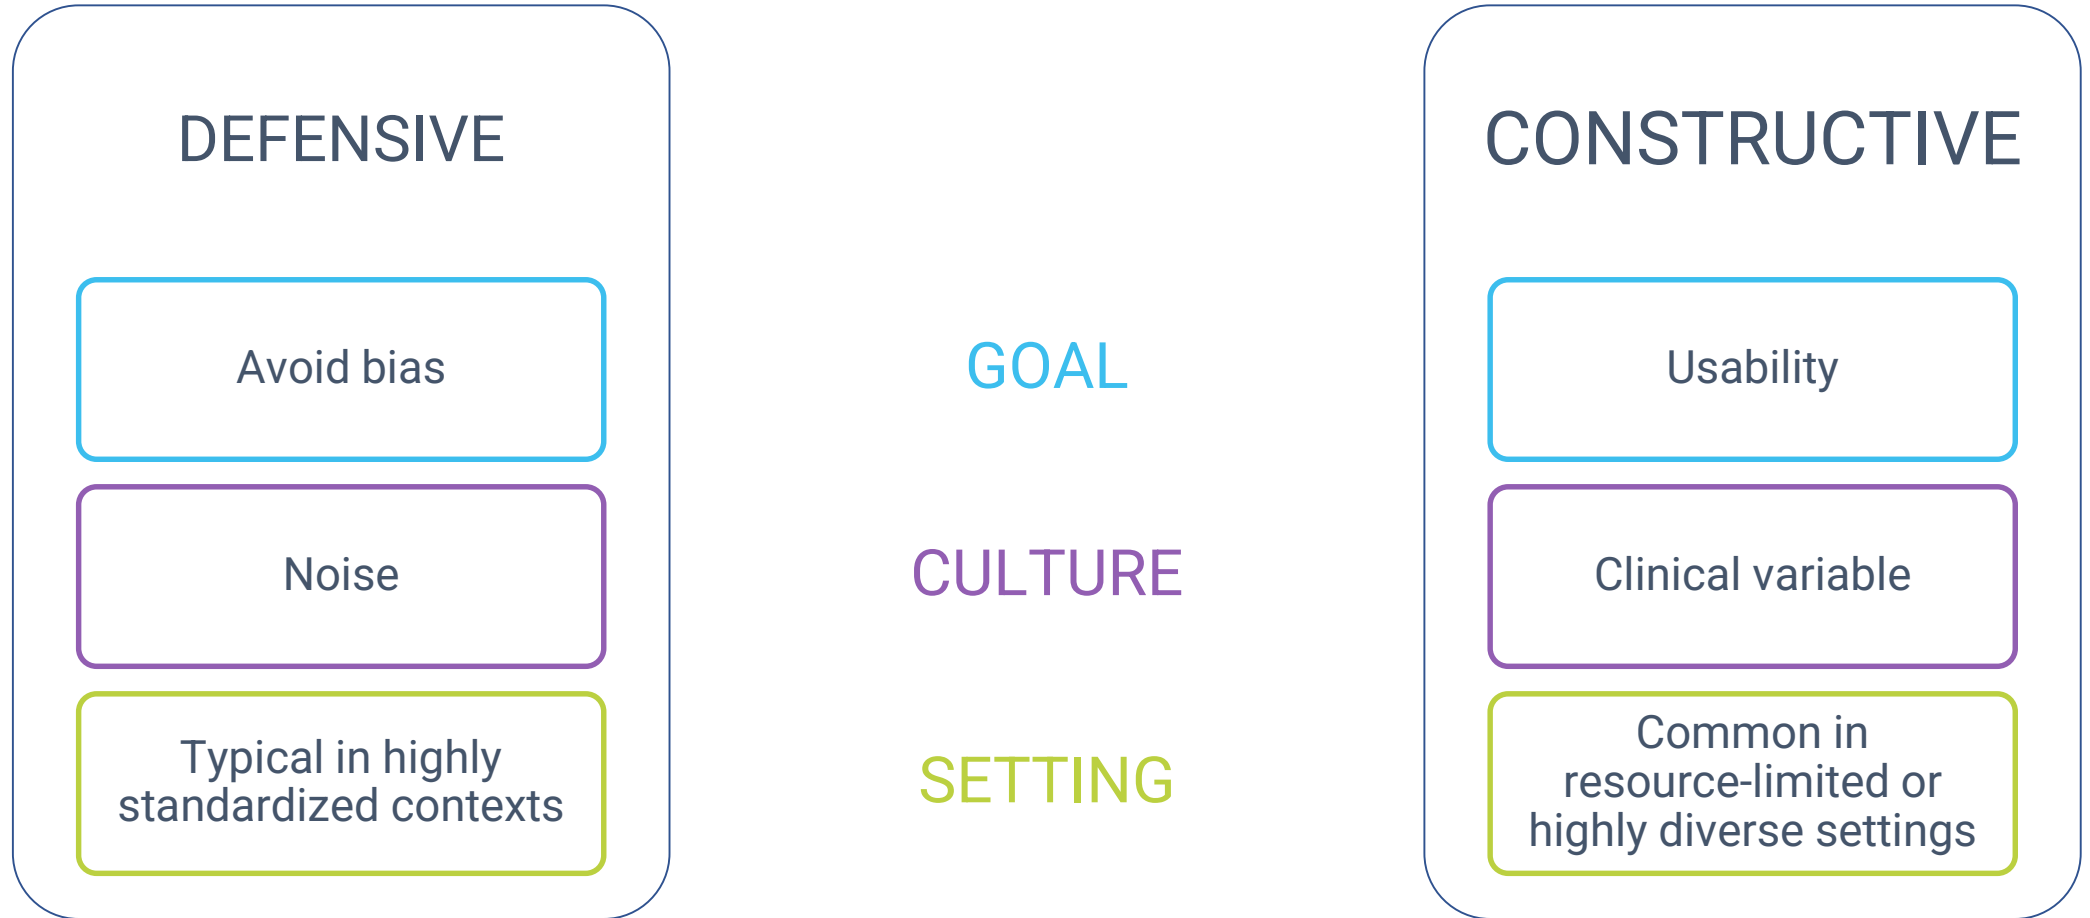 DEFENSIVE
Avoid bias
Noise
Typical in highly
standardized contexts
GOAL
CULTURE
SETTING
CONSTRUCTIVE
Usability
Clinical variable
Common in
resource-limited or
highly diverse settings